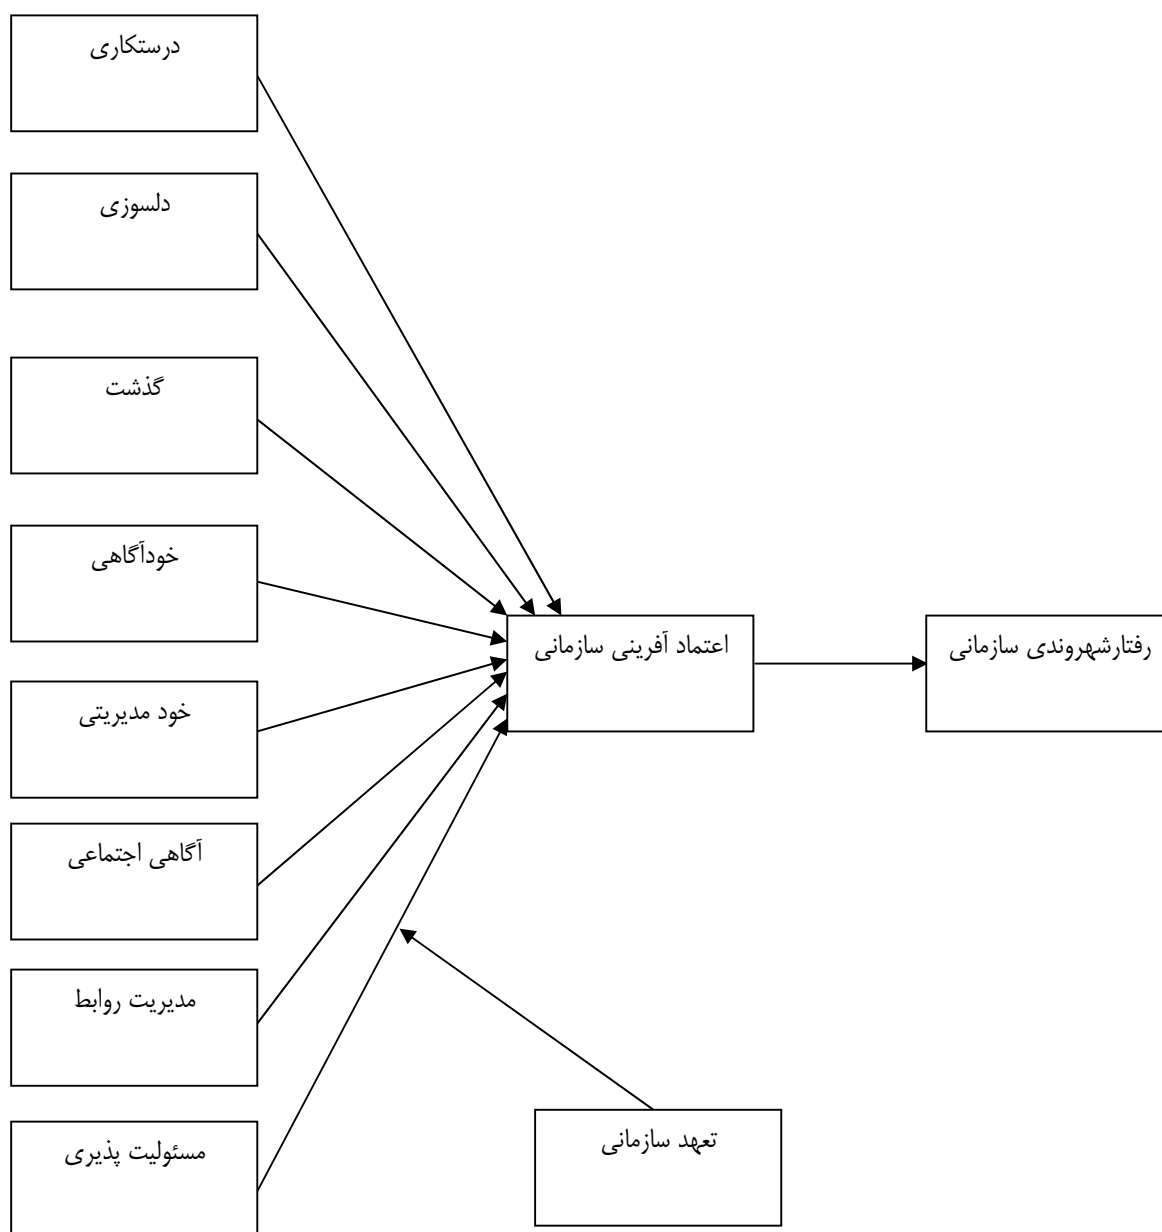 درستکاری
دلسوزی
گذشت
خودآگاهی
خود مدیریتی
آگاهی اجتماعی
مدیریت روابط
مسئولیت پذیری
اعتماد آفرینی سازمانی
رفتارشهروندی سازمانی
تعهد سازمانی